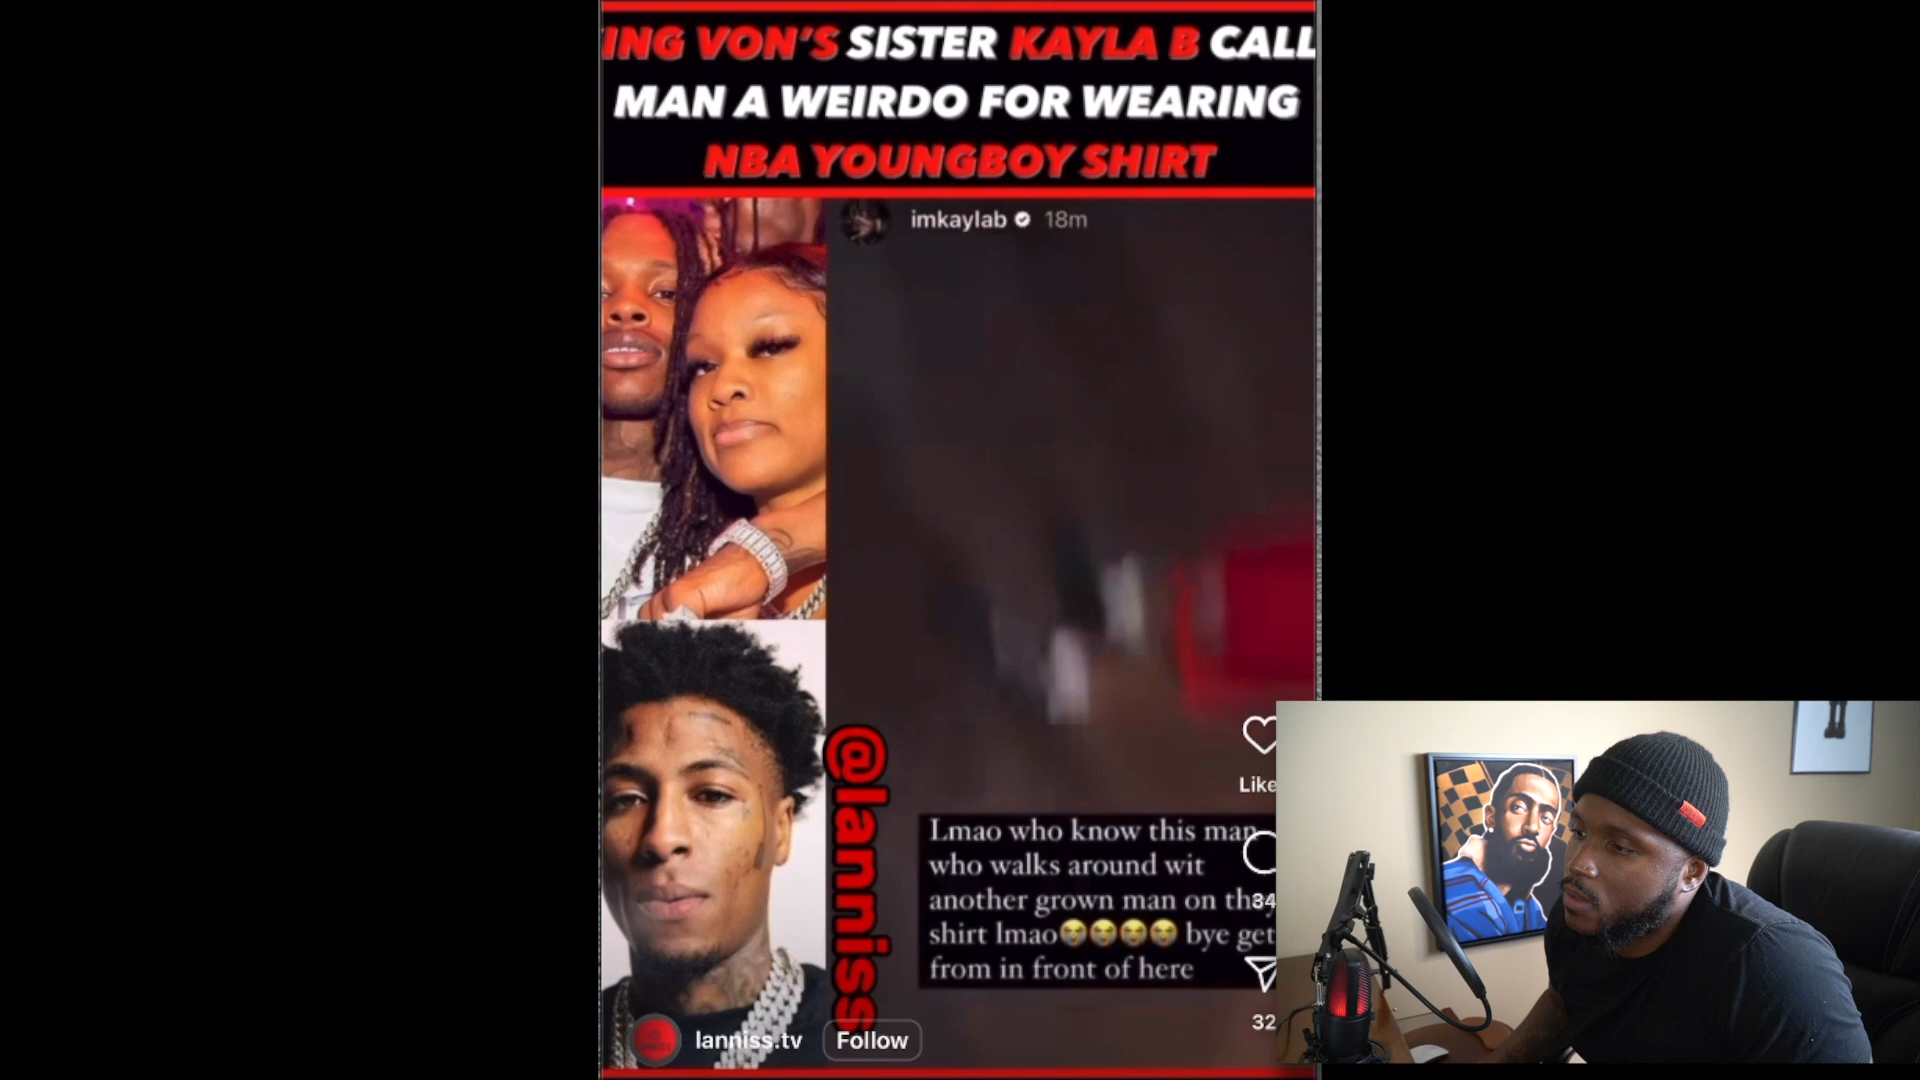 ING VON'S SISTER KAYLA B CALL
MAN A WEIRDO FOR WEARING
NBA YOUNGBOY SHIRT
imkaylab 18m
@lanniss
Like
Lmao who know this man
who walks around wit
another grown man on they
34
shirt lmao😭😭😭😭 bye get
from in front of here
32
lanniss.tv Follow